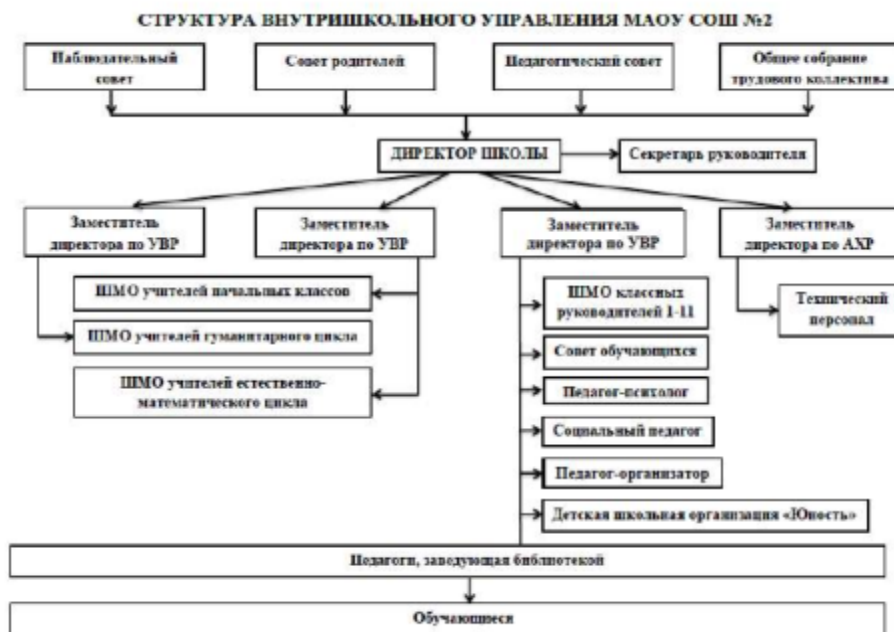 СТРУКТУРА ВНУТРИШКОЛЬНОГО УПРАВЛЕНИЯ МАОУ СОШ №2
Наблюдательный
совет
Совет родителей
Педагогический совет
Общее собрание
трудового коллектива
ДИРЕКТОР ШКОЛЫ
Секретарь руководителя
Заместитель
директора по УВР
Заместитель
директора по УВР
Заместитель
директора по УВР
Заместитель
директора по АХР
ШМО учителей начальных классов
ШМО учителей гуманитарного цикла
ШМО учителей естественно-
математического цикла
ШМО классных
руководителей 1-11
Совет обучающихся
Педагог-психолог
Социальный педагог
Педагог-организатор
Детская школьная организация «Юность»
Технический
персонал
Педагоги, заведующая библиотекой
Обучающиеся